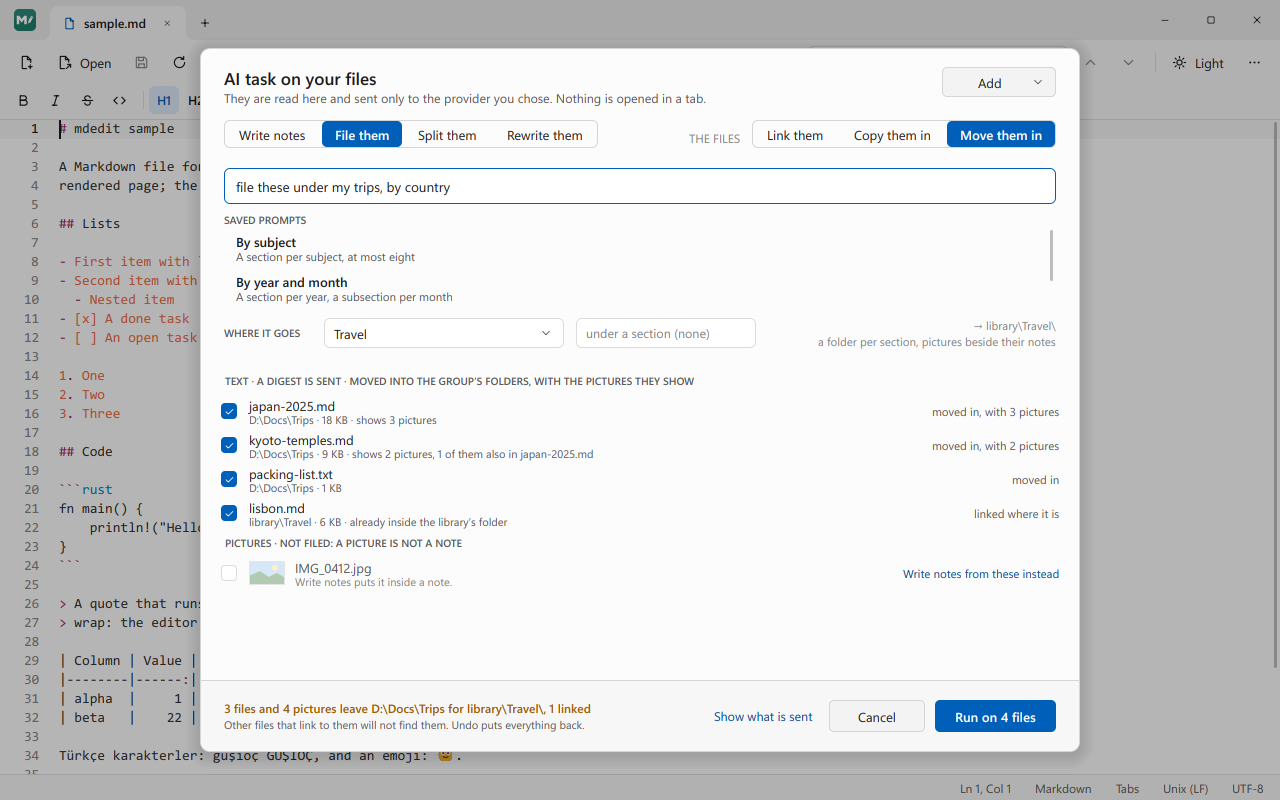 sample.md
Open
Light
B I S <> H1 H2
AI task on your files
They are read here and sent only to the provider you chose. Nothing is opened in a tab.
Add
Write notes File them Split them Rewrite them
THE FILES Link them Copy them in Move them in
file these under my trips, by country
SAVED PROMPTS
By subject
A section per subject, at most eight
By year and month
A section per year, a subsection per month
WHERE IT GOES Travel under a section (none)
→ library\Travel\
a folder per section, pictures beside their notes
TEXT · A DIGEST IS SENT · MOVED INTO THE GROUP'S FOLDERS, WITH THE PICTURES THEY SHOW
japan-2025.md
D:\Docs\Trips · 18 KB · shows 3 pictures
moved in, with 3 pictures
kyoto-temples.md
D:\Docs\Trips · 9 KB · shows 2 pictures, 1 of them also in japan-2025.md
moved in, with 2 pictures
packing-list.txt
D:\Docs\Trips · 1 KB
moved in
lisbon.md
library\Travel · 6 KB · already inside the library's folder
linked where it is
PICTURES · NOT FILED: A PICTURE IS NOT A NOTE
IMG_0412.jpg
Write notes puts it inside a note.
Write notes from these instead
3 files and 4 pictures leave D:\Docs\Trips for library\Travel\, 1 linked
Other files that link to them will not find them. Undo puts everything back.
Show what is sent
Cancel
Run on 4 files
1 # mdedit sample
2
3 A Markdown file for
4 rendered page; the
5
6 ## Lists
7
8 - First item with
9 - Second item with
10 - Nested item
11 - [x] A done task
12 - [ ] An open task
13
14 1. One
15 2. Two
16 3. Three
17
18 ## Code
19
20 ```rust
21 fn main() {
22 println!("Hello
23 }
24 ```
25
26 > A quote that runs
27 > wrap: the editor
28
29 | Column | Value |
30 |--------|------:|
31 | alpha | 1 |
32 | beta | 22 |
33
34 Türkçe karakterler: ğüşıöç ĞÜŞİÖÇ, and an emoji: 🙂.
Ln 1, Col 1 Markdown Tabs Unix (LF) UTF-8